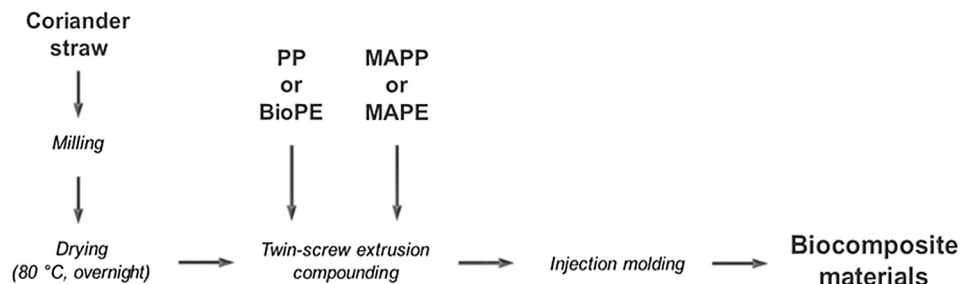 Coriander
straw
PP
or
BioPE
MAPP
or
MAPE
Milling
Drying
(80 °C, overnight)
Twin-screw extrusion
compounding
Injection molding
Biocomposite
materials